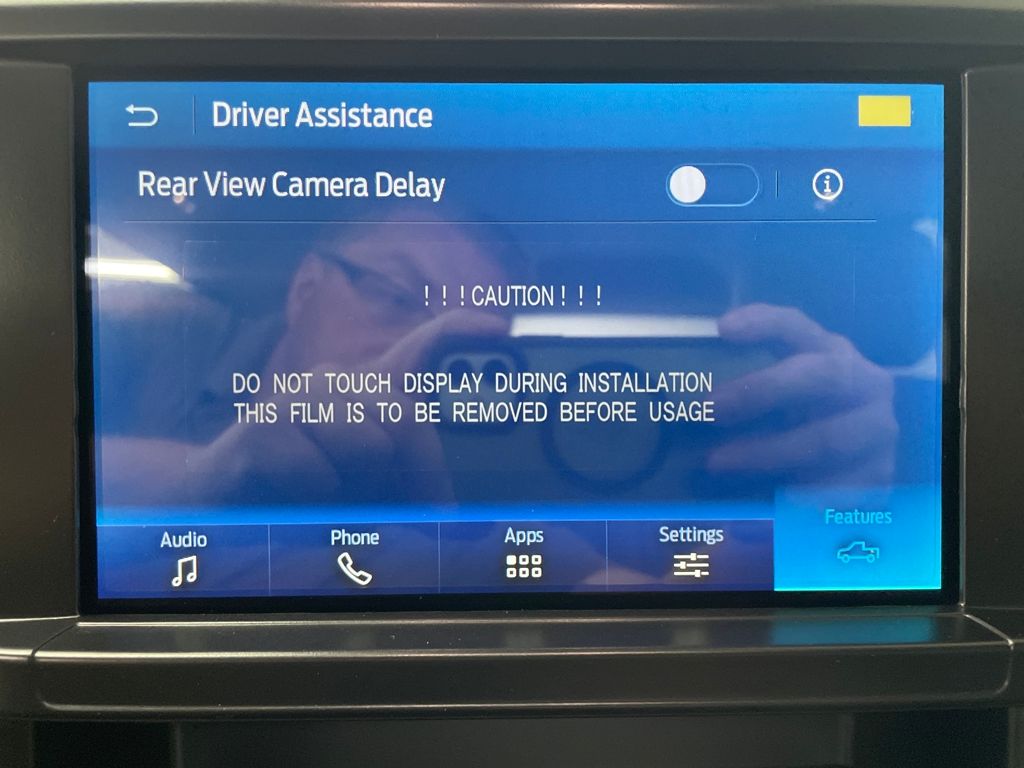 Driver Assistance
Rear View Camera Delay
i
!!!CAUTION!!!
DO NOT TOUCH DISPLAY DURING INSTALLATION
THIS FILM IS TO BE REMOVED BEFORE USAGE
Audio
Phone
Apps
Settings
Features